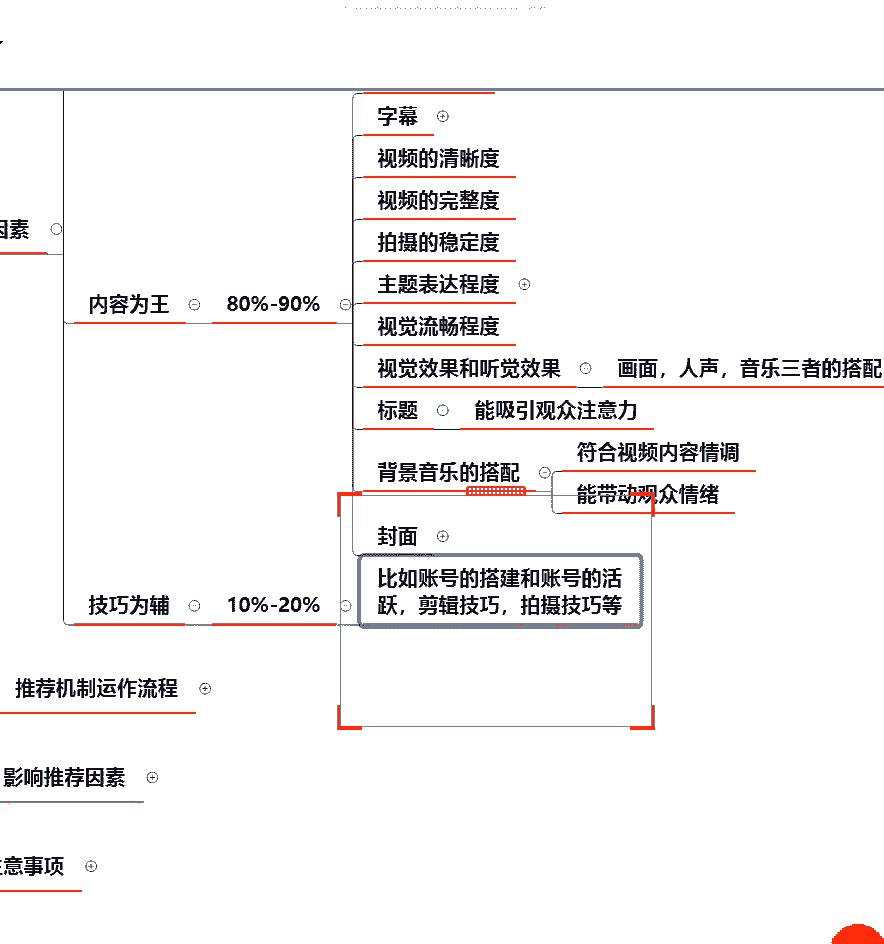 字幕
视频的清晰度
视频的完整度
拍摄的稳定度
因素
主题表达程度
内容为王
80%-90%
视觉流畅程度
视觉效果和听觉效果
画面，人声，音乐三者的搭配
标题
能吸引观众注意力
符合视频内容情调
背景音乐的搭配
能带动观众情绪
封面
比如账号的搭建和账号的活
跃，剪辑技巧，拍摄技巧等
技巧为辅
10%-20%
推荐机制运作流程
影响推荐因素
注意事项